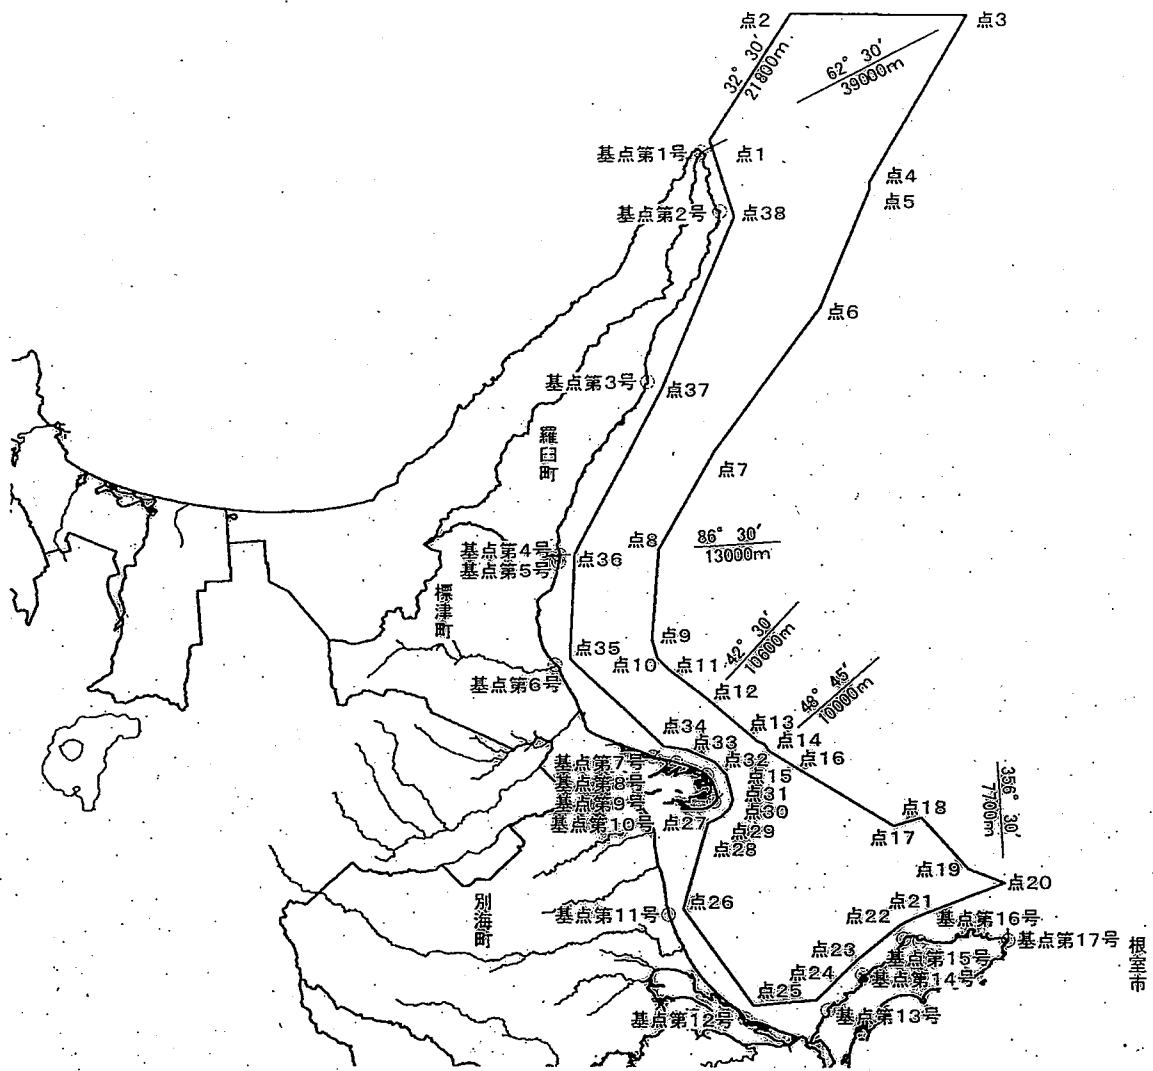 点2
点3
32° 30′
21800m
62° 30′
39000m
基点第1号
点1
点4
点5
基点第2号
点38
点6
基点第3号
点37
羅臼町
点7
点8
86° 30′
13000m
基点第4号
基点第5号
点36
標津町
点9
点35
点10
点11
42° 30′
10600m
基点第6号
点12
48° 45′
10000m
点13
点34
点14
点33
点16
点32
基点第7号
点15
基点第8号
点31
基点第9号
点30
点18
356° 30′
7700m
基点第10号
点27
点29
点17
点28
点19
点20
別海町
点26
点21
基点第11号
点22
基点第16号
基点第17号
根室市
点23
基点第15号
点24
基点第14号
点25
基点第12号
基点第13号